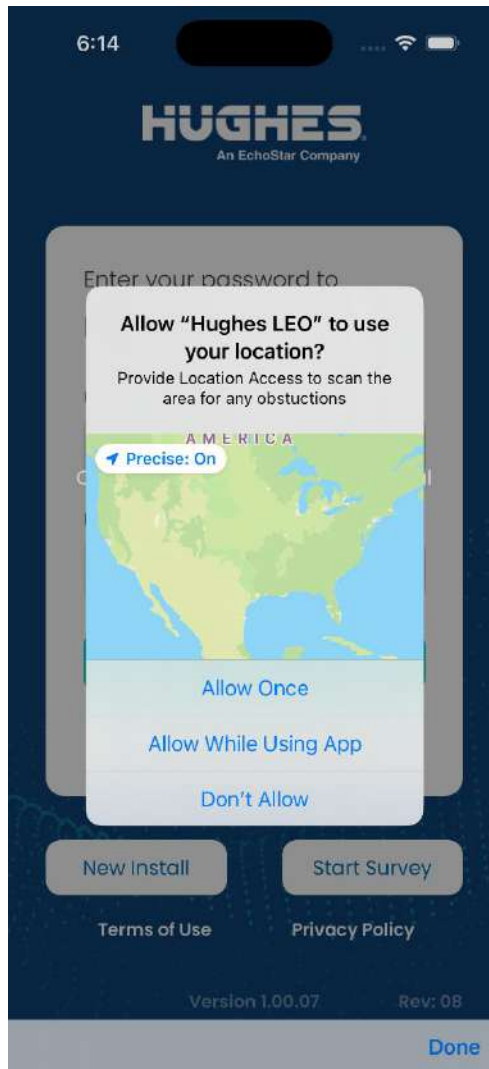 6:14
HUGHES
An EchoStar Company
Enter your password to
Allow “Hughes LEO” to use
your location?
Provide Location Access to scan the
area for any obstuctions
AMERICA
Precise: On
Allow Once
Allow While Using App
Don't Allow
New Install
Start Survey
Terms of Use
Privacy Policy
Version 1.00.07
Rev: 08
Done